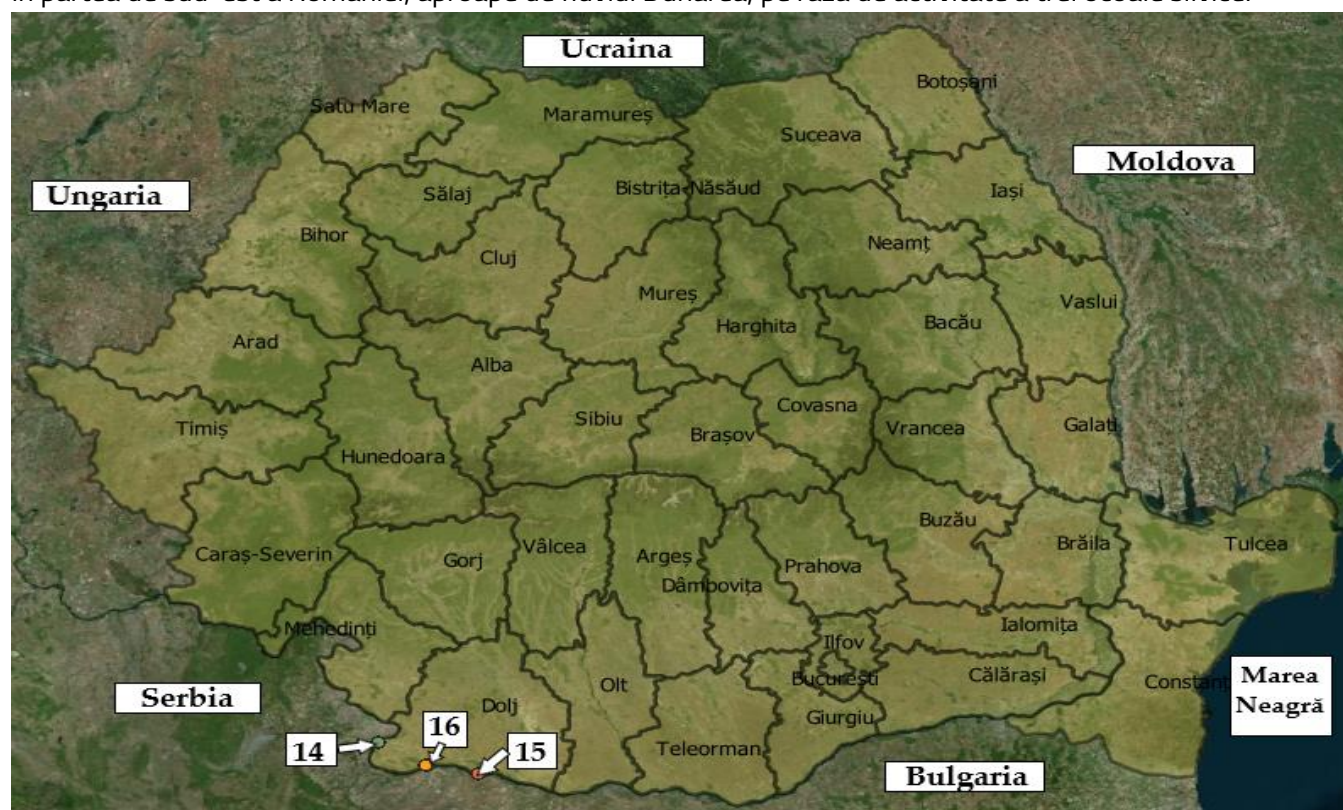 în partea de sud-est a României, aproape de fluviul Dunărea, pe raza de activitate a trei ocoale silvice.
Ucraina
Botoșani
Satu Mare
Maramureș
Suceava
Moldova
Ungaria
Sălaj
Bistrița-Năsăud
Iași
Bihor
Cluj
Neamț
Mureș
Vaslui
Harghita
Bacău
Arad
Alba
Covasna
Sibiu
Timiș
Brașov
Vrancea
Galați
Hunedoara
Buzău
Caraș-Severin
Gorj
Vâlcea
Argeș
Brăila
Tulcea
Prahova
Dâmbovița
Mehedinți
Ialomița
Ilfov
București
Călărași
Constanț
Marea
Neagră
Serbia
Olt
Dolj
Giurgiu
16
14
15
Teleorman
Bulgaria